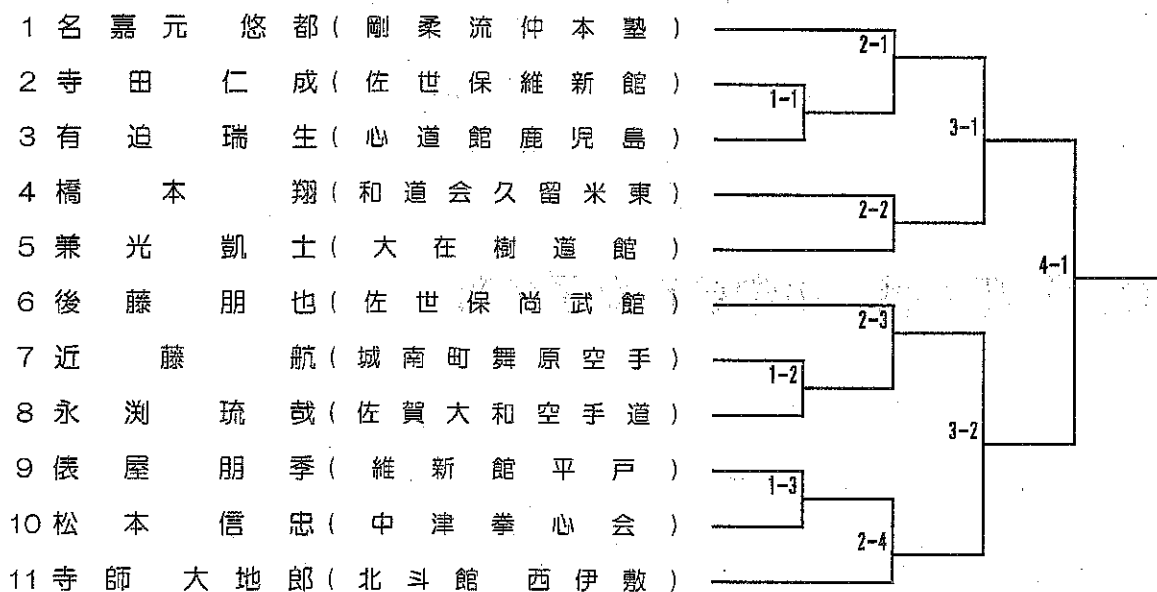 1 名嘉元 悠都 (剛柔流仲本塾)
2 寺田 仁成 (佐世保維新館)
3 有迫 瑞生 (心道館鹿児島)
4 橋本 翔 (和道会久留米東)
5 兼光 凱士 (大在樹道館)
6 後藤 朋也 (佐世保尚武館)
7 近藤 航 (城南町舞原空手)
8 永渕 琉哉 (佐賀大和空手道)
9 俵屋 朋季 (維新館平戸)
10 松本 信忠 (中津拳心会)
11 寺師 大地郎 (北斗館 西伊敷)
2-1
1-1
3-1
2-2
4-1
2-3
1-2
3-2
1-3
2-4